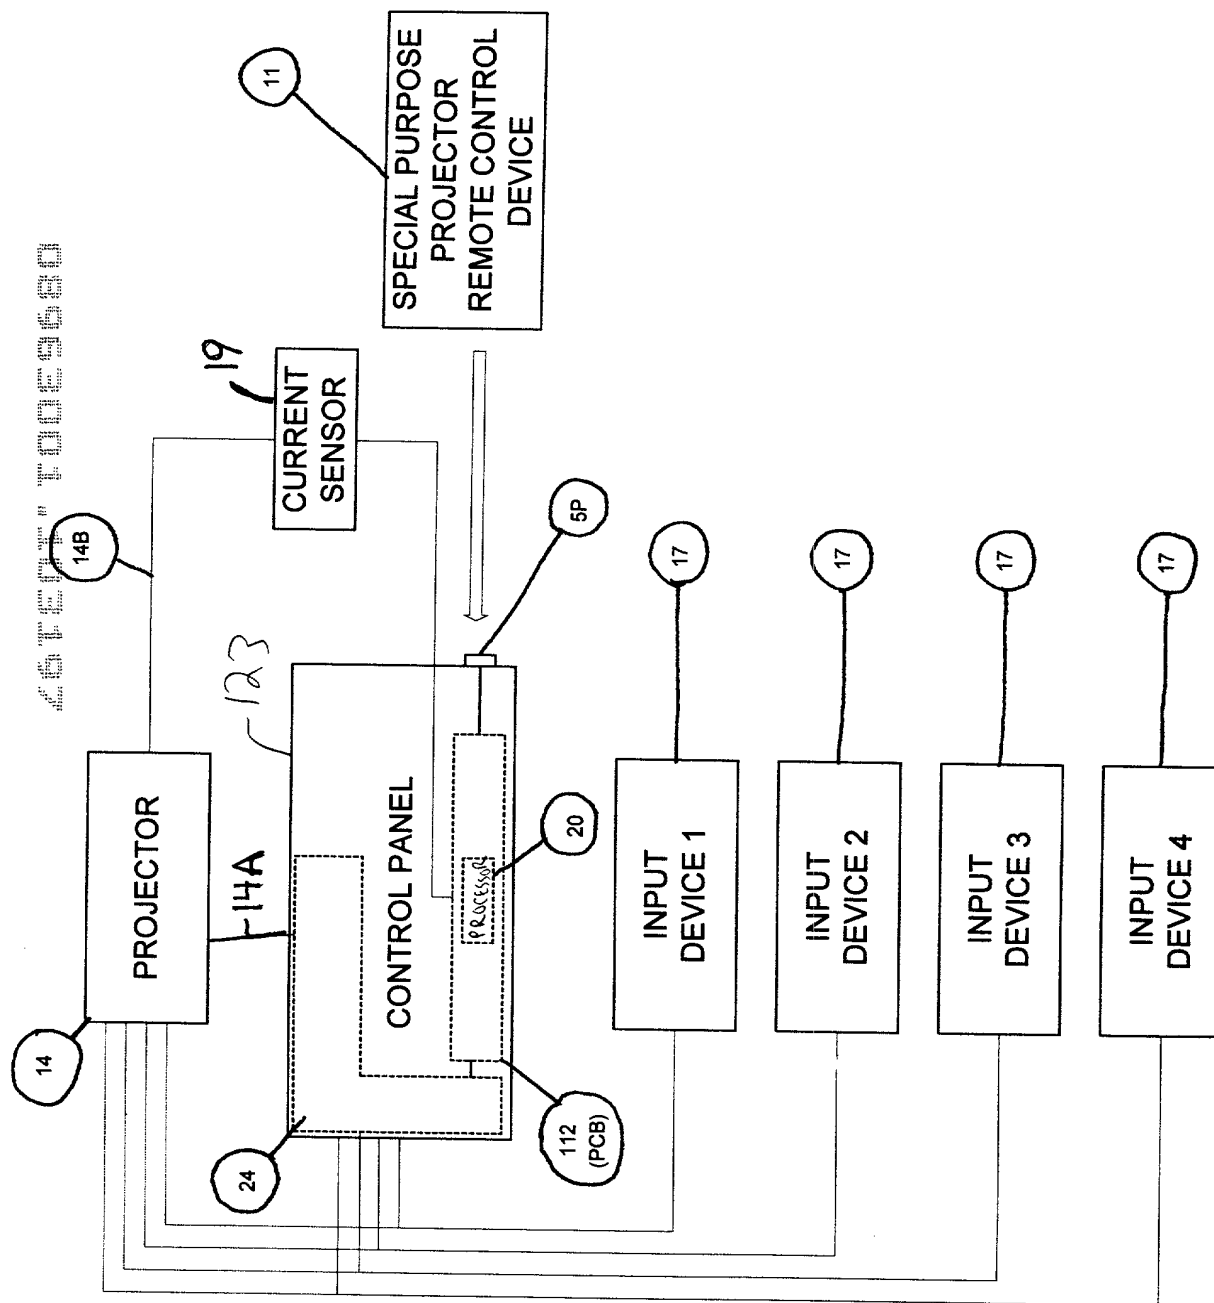 08963001.103197
11
SPECIAL PURPOSE
PROJECTOR
REMOTE CONTROL
DEVICE
19
CURRENT
SENSOR
14B
14
PROJECTOR
14A
123
24
CONTROL PANEL
PROCESSOR
20
5P
112
(PCB)
INPUT
DEVICE 1
17
INPUT
DEVICE 2
17
INPUT
DEVICE 3
17
INPUT
DEVICE 4
17